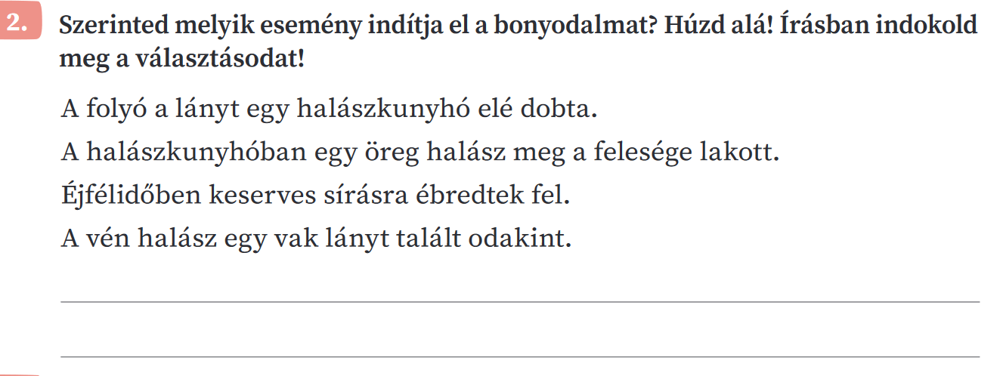 2. Szerinted melyik esemény indítja el a bonyodalmat? Húzd alá! Írásban indokold
meg a választásodat!
A folyó a lányt egy halászkunyhó elé dobta.
A halászkunyhóban egy öreg halász meg a felesége lakott.
Éjfélidőben keserves sírásra ébredtek fel.
A vén halász egy vak lányt talált odakint.